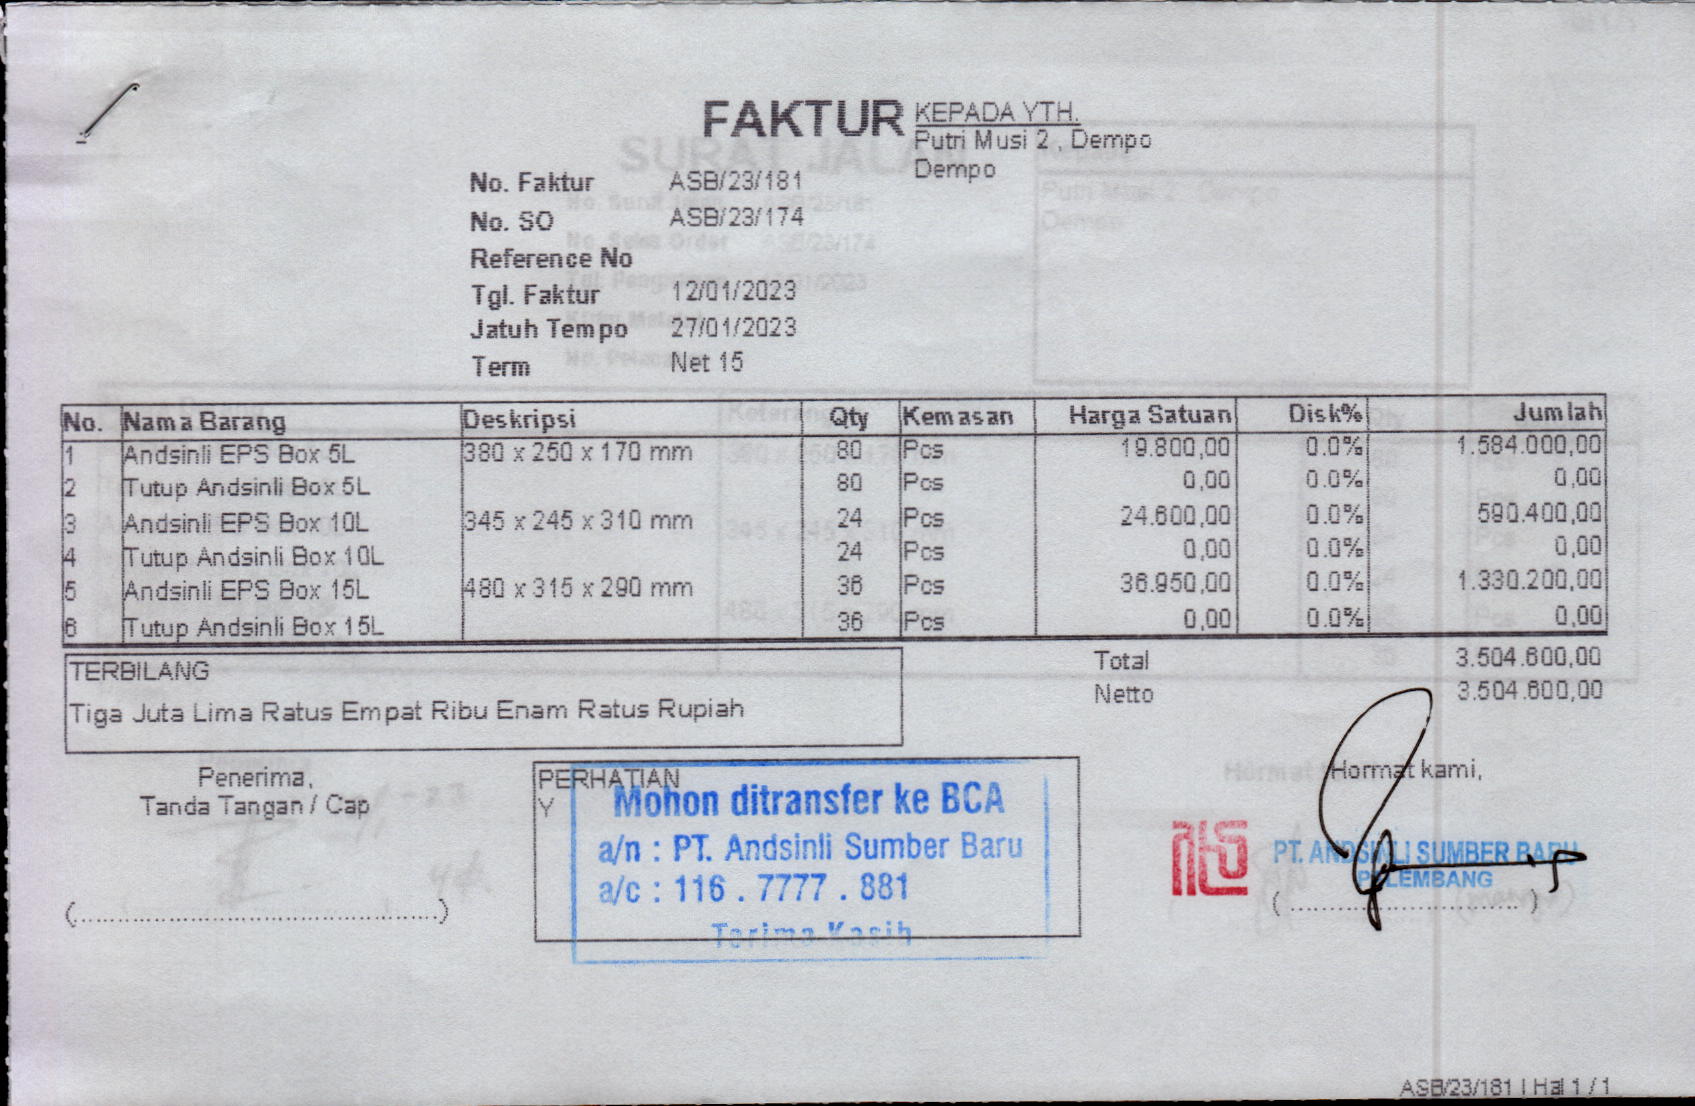 FAKTUR
KEPADA YTH.
Putri Musi 2 , Dempo
Dempo
No. Faktur ASB/23/181
No. SO ASB/23/174
Reference No
Tgl. Faktur 12/01/2023
Jatuh Tempo 27/01/2023
Term Net 15
No. Nama Barang Deskripsi Qty Kemasan Harga Satuan Disk% Jumlah
1 Andsinli EPS Box 5L 380 x 250 x 170 mm 80 Pcs 19.800,00 0.0% 1.584.000,00
2 Tutup Andsinli Box 5L 80 Pcs 0,00 0.0% 0,00
3 Andsinli EPS Box 10L 345 x 245 x 310 mm 24 Pcs 24.600,00 0.0% 590.400,00
4 Tutup Andsinli Box 10L 24 Pcs 0,00 0.0% 0,00
5 Andsinli EPS Box 15L 480 x 315 x 290 mm 36 Pcs 36.950,00 0.0% 1.330.200,00
6 Tutup Andsinli Box 15L 36 Pcs 0,00 0.0% 0,00
TERBILANG
Tiga Juta Lima Ratus Empat Ribu Enam Ratus Rupiah
Total 3.504.600,00
Netto 3.504.600,00
Penerima,
Tanda Tangan / Cap
(..........................................................)
PERHATIAN
Y
Mohon ditransfer ke BCA
a/n : PT. Andsinli Sumber Baru
a/c : 116 . 7777 . 881
Terima Kasih
Hormat kami,
PT. ANDSINLI SUMBER BARU
PALEMBANG
(......................................)
ASB/23/181 | Hal 1 / 1